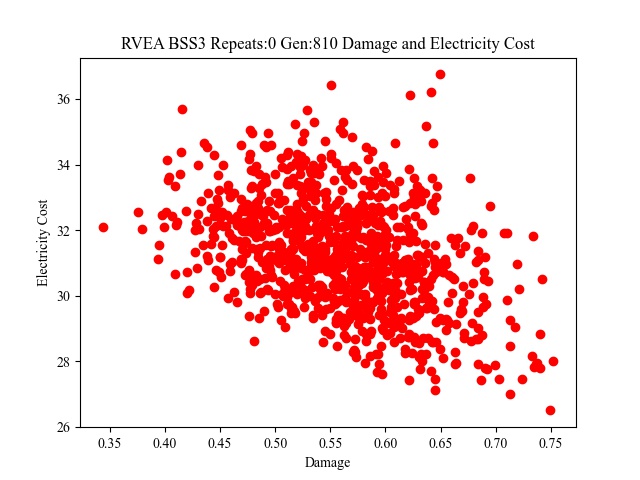 RVEA BSS3 Repeats:0 Gen:810 Damage and Electricity Cost
36
34
32
30
28
26
Electricity Cost
0.35 0.40 0.45 0.50 0.55 0.60 0.65 0.70 0.75
Damage